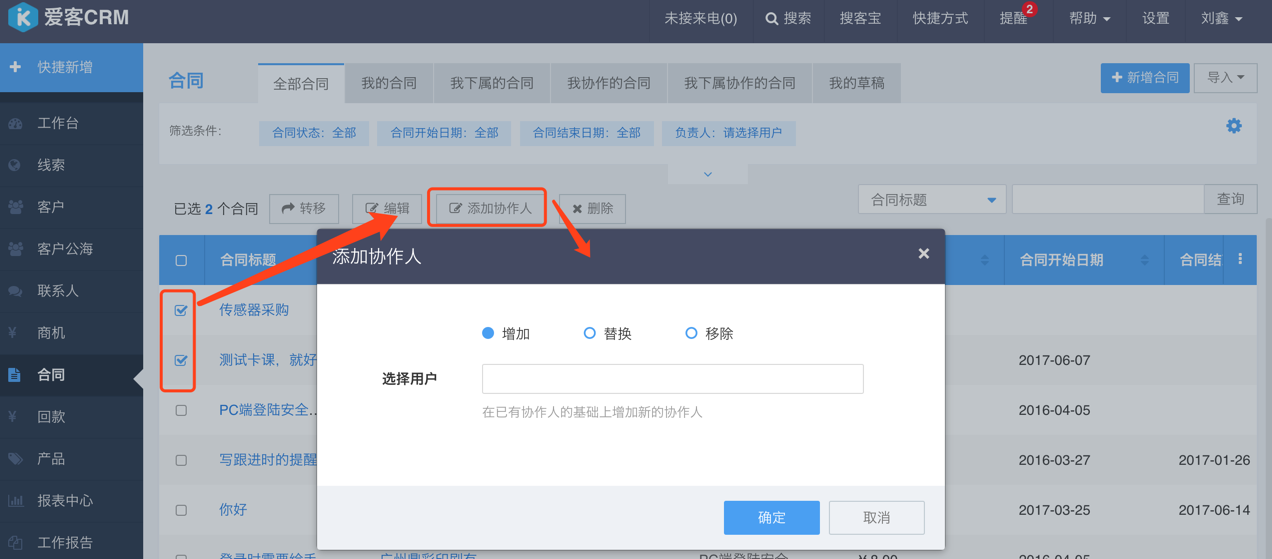 爱客CRM
未接来电(0) 搜索 搜客宝 快捷方式 提醒 2 帮助 设置 刘鑫
快捷新增
工作台
线索
客户
客户公海
联系人
商机
合同
回款
产品
报表中心
工作报告
合同 全部合同 我的合同 我下属的合同 我协作的合同 我下属协作的合同 我的草稿 新增合同 导入
筛选条件: 合同状态: 全部 合同开始日期: 全部 合同结束日期: 全部 负责人: 请选择用户
已选 2 个合同 转移 编辑 添加协作人 删除 合同标题 查询
合同标题 合同开始日期 合同结
传感器采购
测试卡课, 就好 2017-06-07
PC端登陆安全... 2016-04-05
写跟进时的提醒 2016-03-27 2017-01-26
你好 2017-03-25 2017-06-14
添加协作人
增加 替换 移除
选择用户
在已有协作人的基础上增加新的协作人
确定 取消